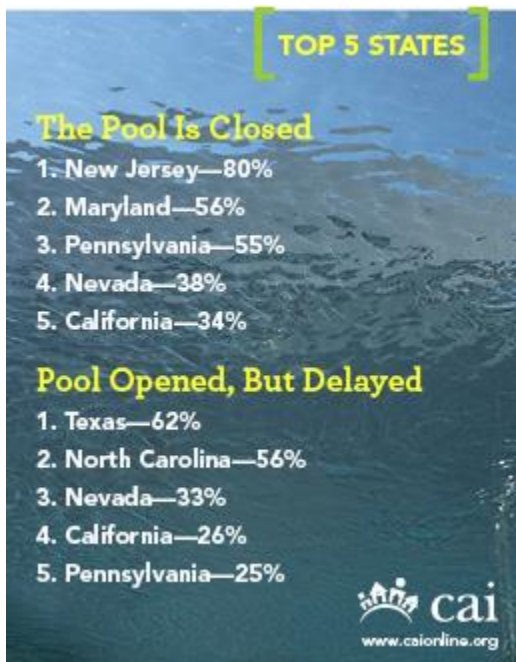 TOP 5 STATES
The Pool Is Closed
1. New Jersey—80%
2. Maryland—56%
3. Pennsylvania—55%
4. Nevada—38%
5. California—34%
Pool Opened, But Delayed
1. Texas—62%
2. North Carolina—56%
3. Nevada—33%
4. California—26%
5. Pennsylvania—25%
cai
www.caionline.org